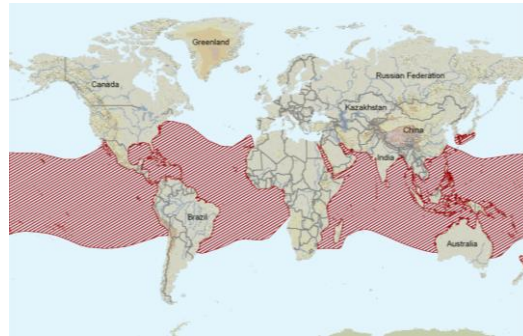 Greenland
Canada
Russian Federation
Kazakhstan
China
India
Brazil
Australia